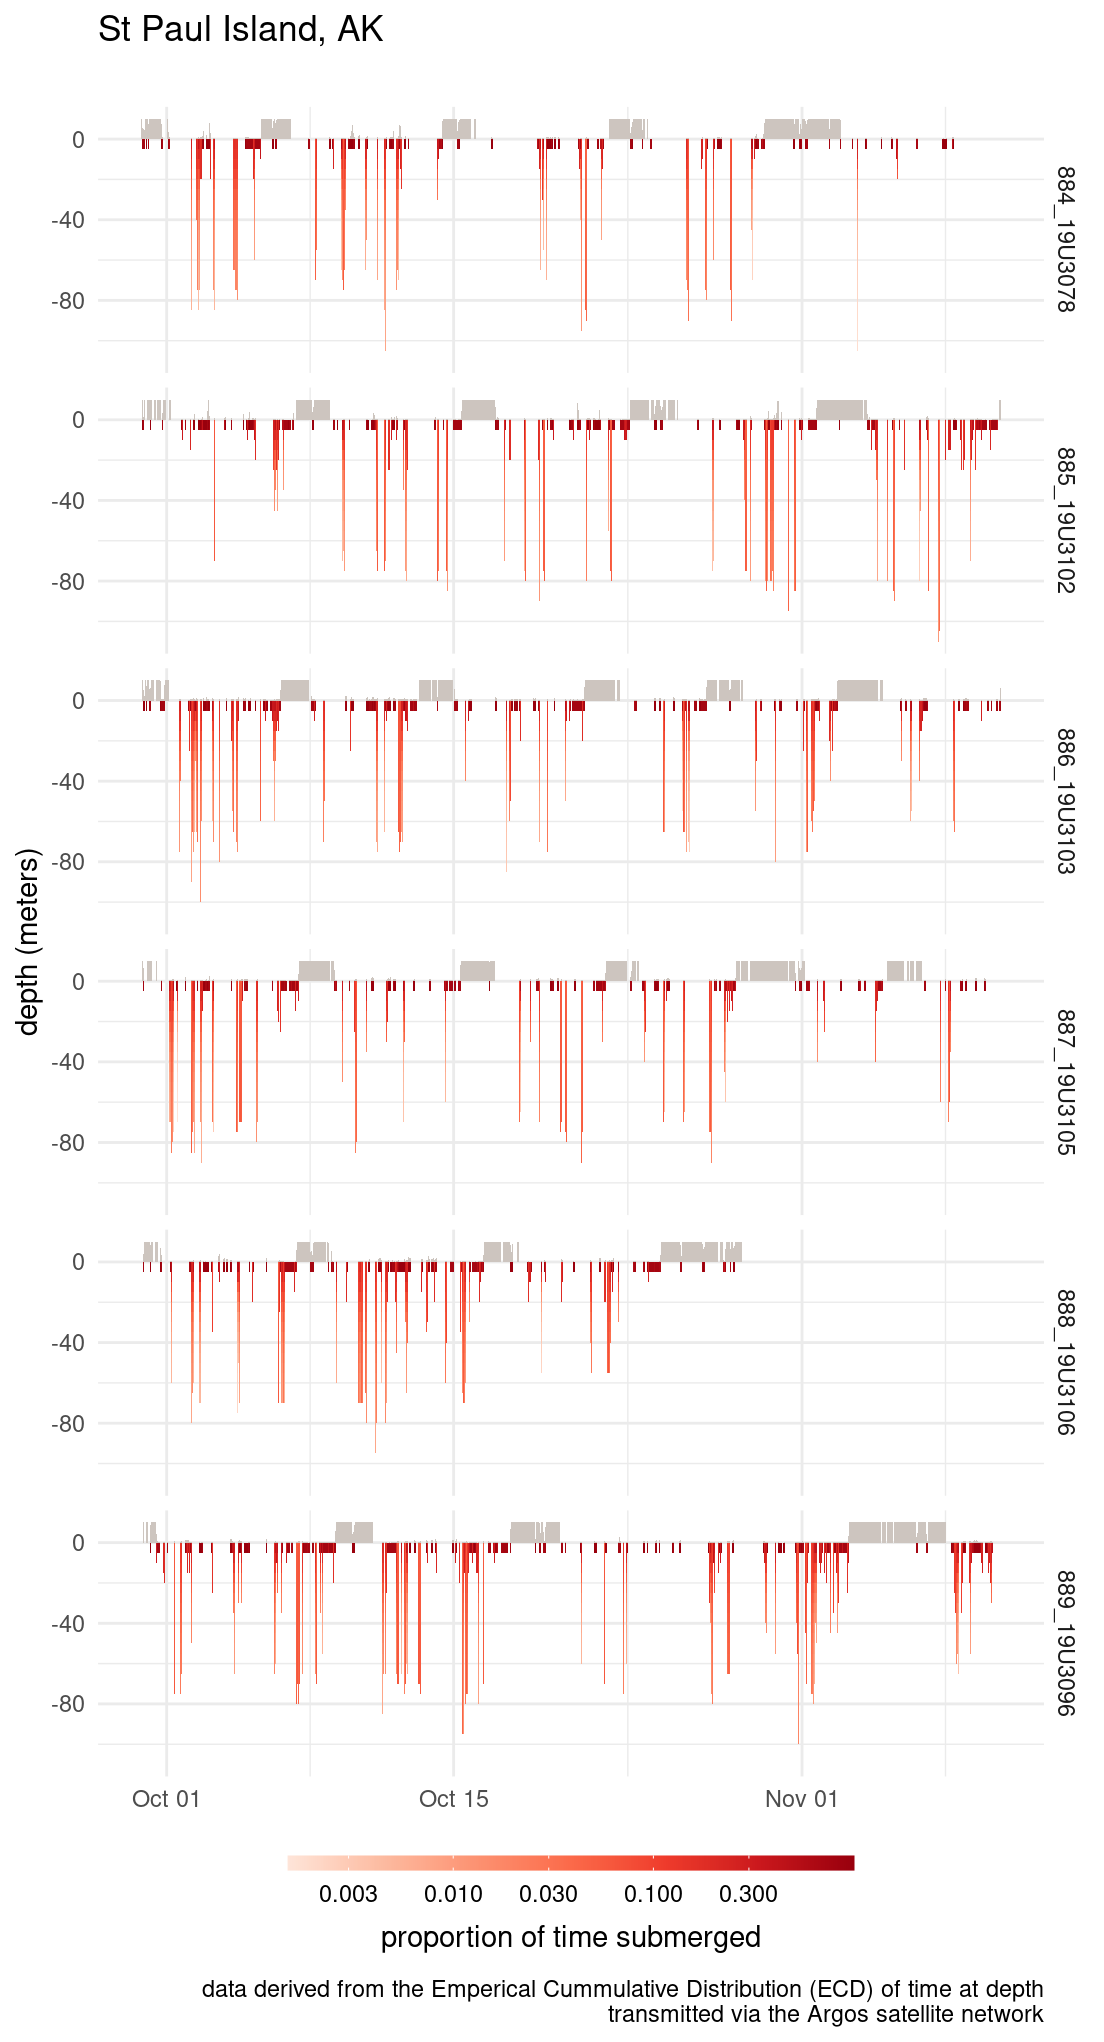 St Paul Island, AK
0
-40
-80
884_19U3078
0
-40
-80
885_19U3102
0
-40
-80
886_19U3103
depth (meters)
0
-40
-80
887_19U3105
0
-40
-80
888_19U3106
0
-40
-80
889_19U3096
Oct 01
Oct 15
Nov 01
0.003
0.010
0.030
0.100
0.300
proportion of time submerged
data derived from the Emperical Cummulative Distribution (ECD) of time at depth
transmitted via the Argos satellite network